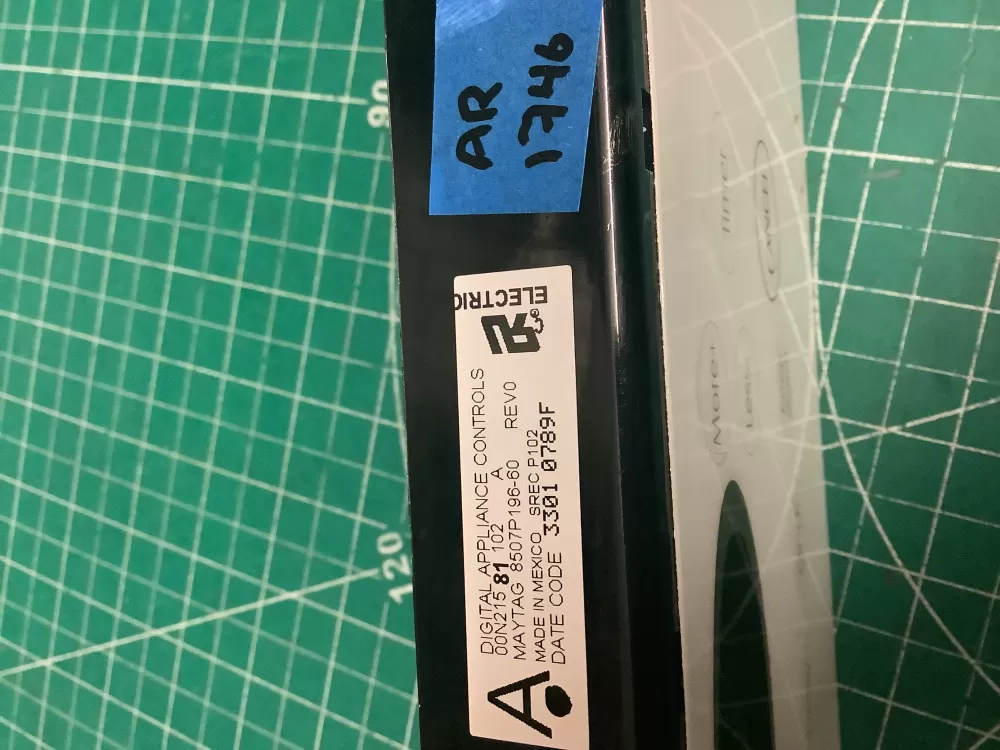 AR
1746
ELECTRIC
DIGITAL APPLIANCE CONTROLS
00N215 81 102 A REV0
MAYTAG 8507P196-60
MADE IN MEXICO SREC P102
DATE CODE 3301 0789F
A
90
120
Timer
CANCEL
More+
Less-